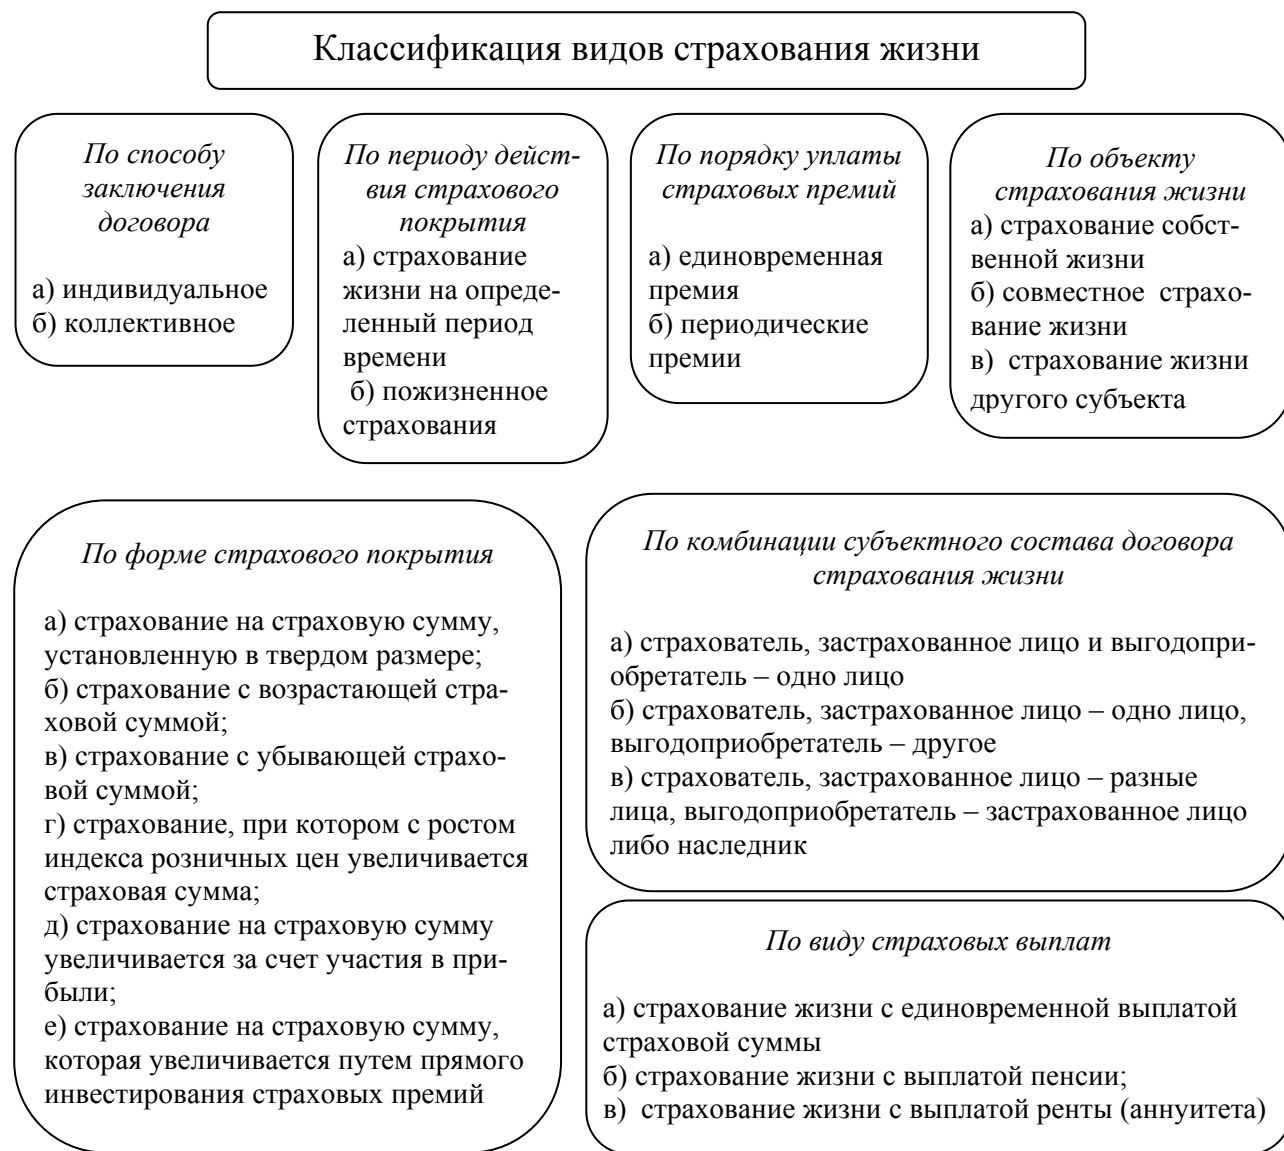 Классификация видов страхования жизни
По способу
заключения
договора
а) индивидуальное
б) коллективное
По периоду дейст-
вия страхового
покрытия
а) страхование
жизни на опреде-
ленный период
времени
б) пожизненное
страхования
По порядку уплаты
страховых премий
а) единовременная
премия
б) периодические
премии
По объекту
страхования жизни
а) страхование собст-
венной жизни
б) совместное страхо-
вание жизни
в) страхование жизни
другого субъекта
По форме страхового покрытия
а) страхование на страховую сумму,
установленную в твердом размере;
б) страхование с возрастающей стра-
ховой суммой;
в) страхование с убывающей страхо-
вой суммой;
г) страхование, при котором с ростом
индекса розничных цен увеличивается
страховая сумма;
д) страхование на страховую сумму
увеличивается за счет участия в при-
были;
е) страхование на страховую сумму,
которая увеличивается путем прямого
инвестирования страховых премий
По комбинации субъектного состава договора
страхования жизни
а) страхователь, застрахованное лицо и выгодопри-
обретатель – одно лицо
б) страхователь, застрахованное лицо – одно лицо,
выгодоприобретатель – другое
в) страхователь, застрахованное лицо – разные
лица, выгодоприобретатель – застрахованное лицо
либо наследник
По виду страховых выплат
а) страхование жизни с единовременной выплатой
страховой суммы
б) страхование жизни с выплатой пенсии;
в) страхование жизни с выплатой ренты (аннуитета)